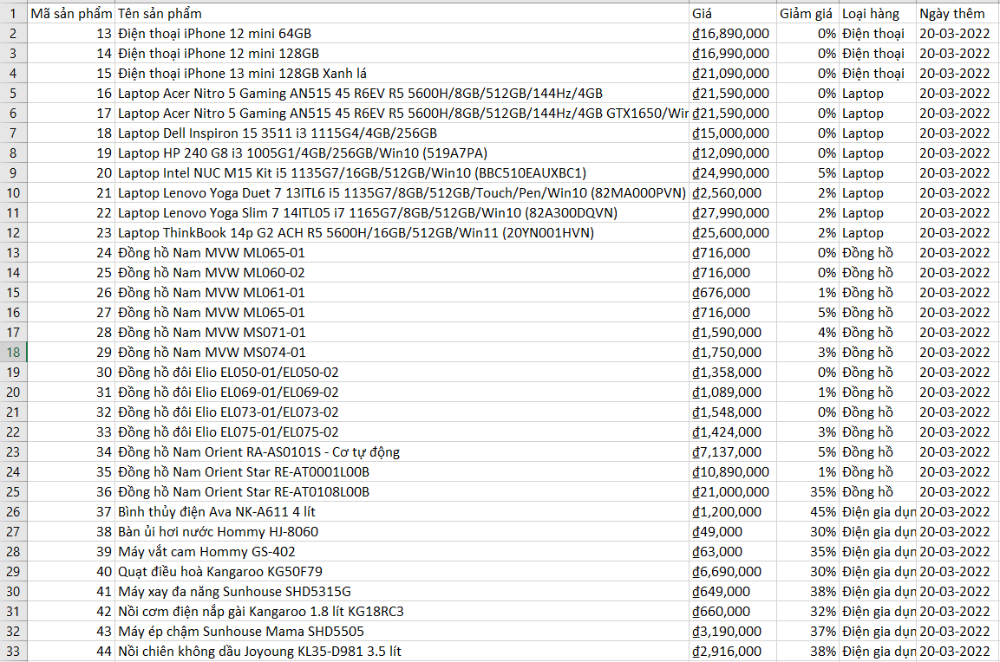 1 Mã sản phẩm Tên sản phẩm Giá Giảm giá Loại hàng Ngày thêm
2 13 Điện thoại iPhone 12 mini 64GB ₫16,890,000 0% Điện thoại 20-03-2022
3 14 Điện thoại iPhone 12 mini 128GB ₫16,990,000 0% Điện thoại 20-03-2022
4 15 Điện thoại iPhone 13 mini 128GB Xanh lá ₫21,090,000 0% Điện thoại 20-03-2022
5 16 Laptop Acer Nitro 5 Gaming AN515 45 R6EV R5 5600H/8GB/512GB/144Hz/4GB ₫21,590,000 0% Laptop 20-03-2022
6 17 Laptop Acer Nitro 5 Gaming AN515 45 R6EV R5 5600H/8GB/512GB/144Hz/4GB GTX1650/Win ₫21,590,000 0% Laptop 20-03-2022
7 18 Laptop Dell Inspiron 15 3511 i3 1115G4/4GB/256GB ₫15,000,000 0% Laptop 20-03-2022
8 19 Laptop HP 240 G8 i3 1005G1/4GB/256GB/Win10 (519A7PA) ₫12,090,000 0% Laptop 20-03-2022
9 20 Laptop Intel NUC M15 Kit i5 1135G7/16GB/512GB/Win10 (BBC510EAUXBC1) ₫24,990,000 5% Laptop 20-03-2022
10 21 Laptop Lenovo Yoga Duet 7 13ITL6 i5 1135G7/8GB/512GB/Touch/Pen/Win10 (82MA000PVN) ₫2,560,000 2% Laptop 20-03-2022
11 22 Laptop Lenovo Yoga Slim 7 14ITL05 i7 1165G7/8GB/512GB/Win10 (82A300DQVN) ₫27,990,000 2% Laptop 20-03-2022
12 23 Laptop ThinkBook 14p G2 ACH R5 5600H/16GB/512GB/Win11 (20YN001HVN) ₫25,600,000 2% Laptop 20-03-2022
13 24 Đồng hồ Nam MVW ML065-01 ₫716,000 0% Đồng hồ 20-03-2022
14 25 Đồng hồ Nam MVW ML060-02 ₫716,000 0% Đồng hồ 20-03-2022
15 26 Đồng hồ Nam MVW ML061-01 ₫676,000 1% Đồng hồ 20-03-2022
16 27 Đồng hồ Nam MVW ML065-01 ₫716,000 5% Đồng hồ 20-03-2022
17 28 Đồng hồ Nam MVW MS071-01 ₫1,590,000 4% Đồng hồ 20-03-2022
18 29 Đồng hồ Nam MVW MS074-01 ₫1,750,000 3% Đồng hồ 20-03-2022
19 30 Đồng hồ đôi Elio EL050-01/EL050-02 ₫1,358,000 0% Đồng hồ 20-03-2022
20 31 Đồng hồ đôi Elio EL069-01/EL069-02 ₫1,089,000 1% Đồng hồ 20-03-2022
21 32 Đồng hồ đôi Elio EL073-01/EL073-02 ₫1,548,000 0% Đồng hồ 20-03-2022
22 33 Đồng hồ đôi Elio EL075-01/EL075-02 ₫1,424,000 3% Đồng hồ 20-03-2022
23 34 Đồng hồ Nam Orient RA-AS0101S - Cơ tự động ₫7,137,000 5% Đồng hồ 20-03-2022
24 35 Đồng hồ Nam Orient Star RE-AT0001L00B ₫10,890,000 1% Đồng hồ 20-03-2022
25 36 Đồng hồ Nam Orient Star RE-AT0108L00B ₫21,000,000 35% Đồng hồ 20-03-2022
26 37 Bình thủy điện Ava NK-A611 4 lít ₫1,200,000 45% Điện gia dụn 20-03-2022
27 38 Bàn ủi hơi nước Hommy HJ-8060 ₫49,000 30% Điện gia dụn 20-03-2022
28 39 Máy vắt cam Hommy GS-402 ₫63,000 35% Điện gia dụn 20-03-2022
29 40 Quạt điều hoà Kangaroo KG50F79 ₫6,690,000 30% Điện gia dụn 20-03-2022
30 41 Máy xay đa năng Sunhouse SHD5315G ₫649,000 38% Điện gia dụn 20-03-2022
31 42 Nồi cơm điện nắp gài Kangaroo 1.8 lít KG18RC3 ₫660,000 32% Điện gia dụn 20-03-2022
32 43 Máy ép chậm Sunhouse Mama SHD5505 ₫3,190,000 37% Điện gia dụn 20-03-2022
33 44 Nồi chiên không dầu Joyoung KL35-D981 3.5 lít ₫2,916,000 38% Điện gia dụn 20-03-2022